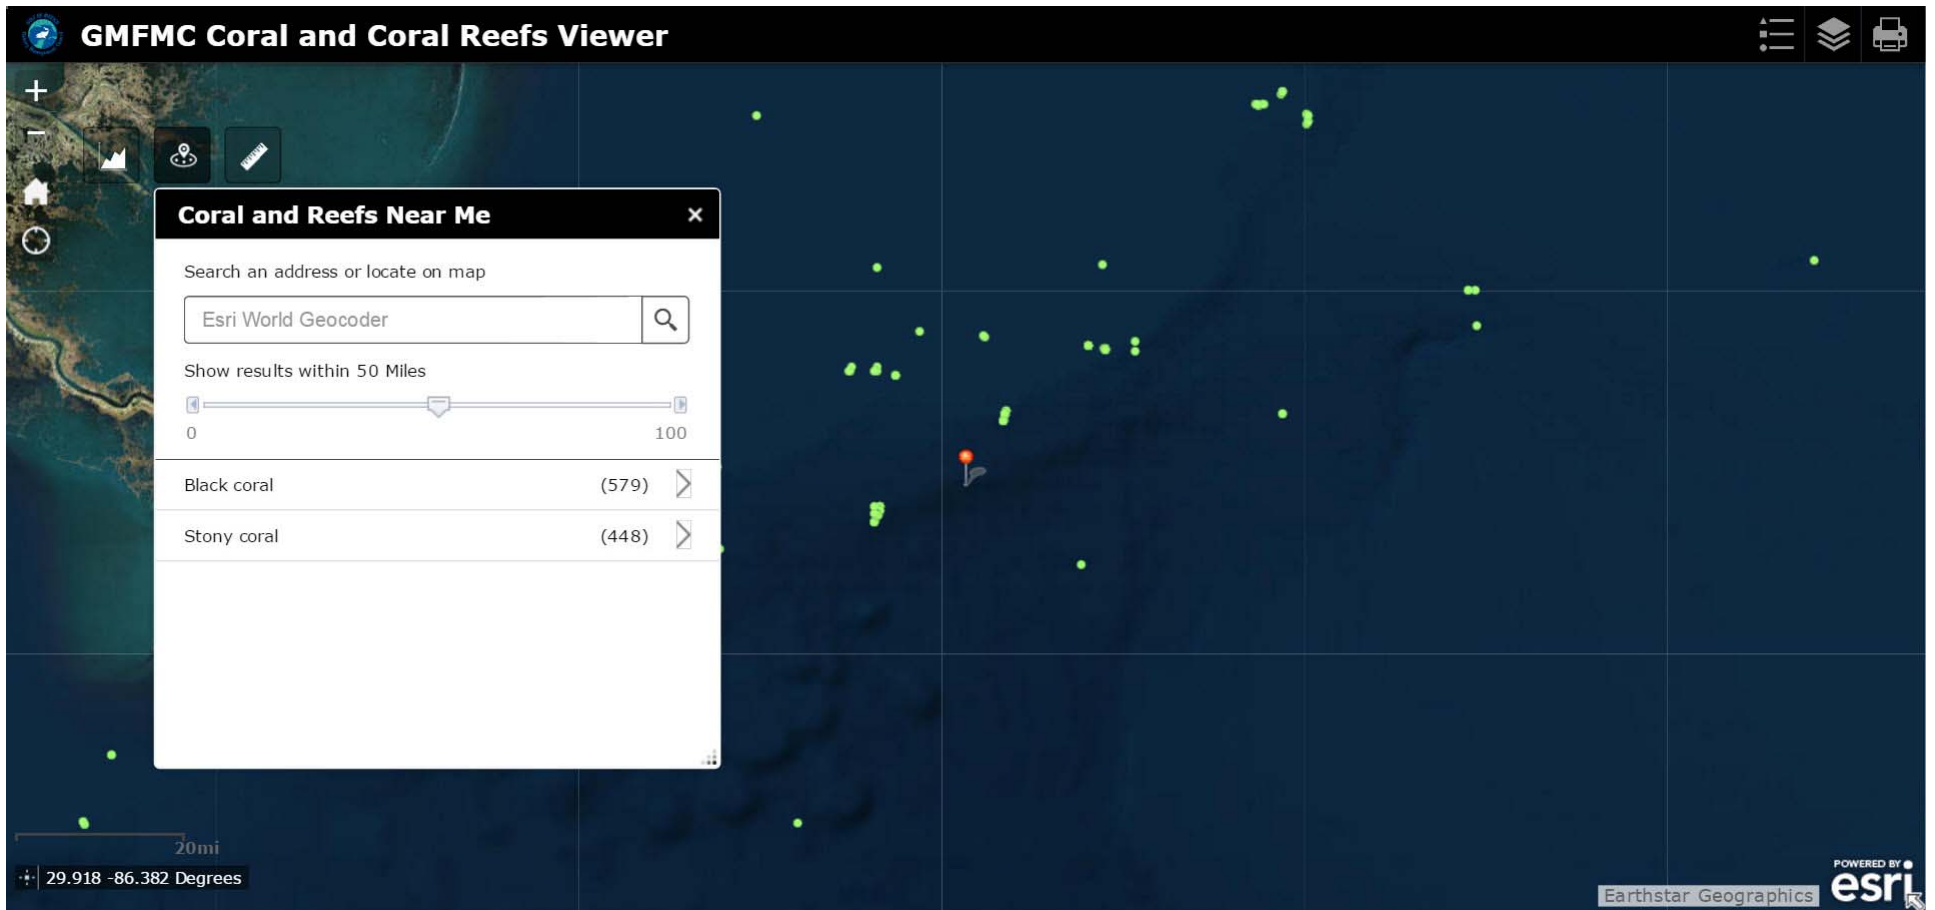 GMFMC Coral and Coral Reefs Viewer
Coral and Reefs Near Me
Search an address or locate on map
Esri World Geocoder
Show results within 50 Miles
0 100
Black coral (579)
Stony coral (448)
20mi
29.918 -86.382 Degrees
POWERED BY
esri
Earthstar Geographics